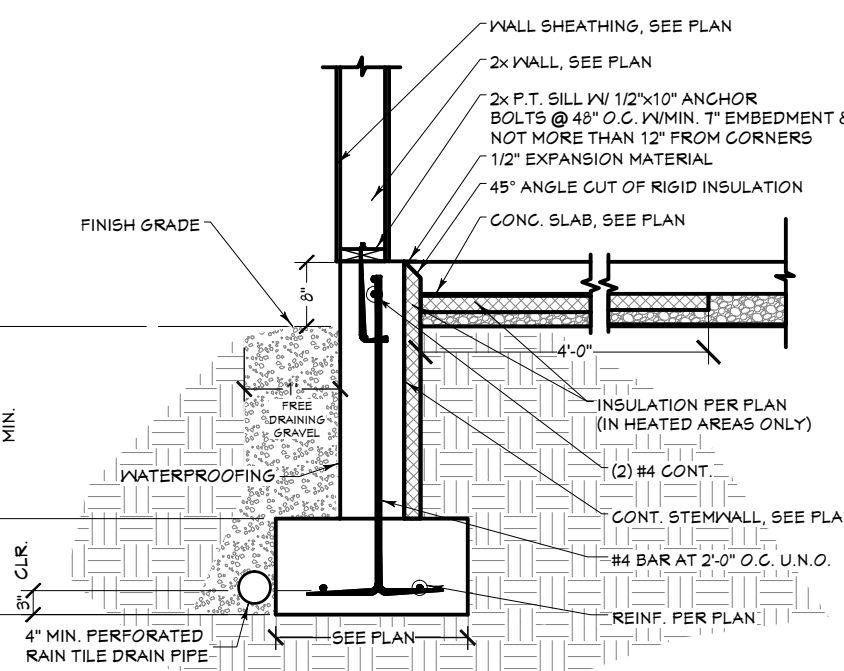 WALL SHEATHING, SEE PLAN
2x WALL, SEE PLAN
2x P.T. SILL W/ 1/2"x10" ANCHOR
BOLTS @ 48" O.C. W/MIN. 7" EMBEDMENT &
NOT MORE THAN 12" FROM CORNERS
1/2" EXPANSION MATERIAL
45° ANGLE CUT OF RIGID INSULATION
CONC. SLAB, SEE PLAN
FINISH GRADE
8"
4'-0"
1'
FREE
DRAINING
GRAVEL
MIN.
INSULATION PER PLAN
(IN HEATED AREAS ONLY)
WATERPROOFING
(2) #4 CONT.
CONT. STEMWALL, SEE PLA
#4 BAR AT 2'-0" O.C. U.N.O.
3" CLR.
REINF. PER PLAN
4" MIN. PERFORATED
RAIN TILE DRAIN PIPE
SEE PLAN